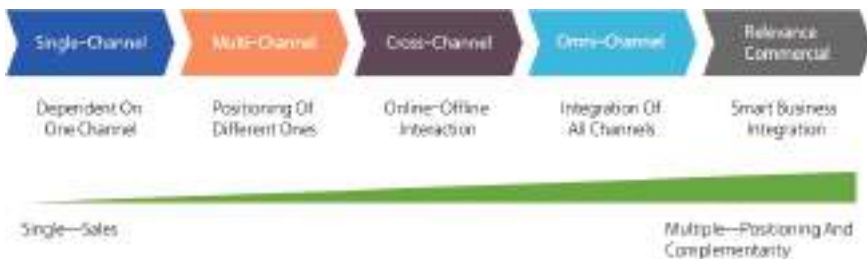 Single-Channel
Multi-Channel
Cross-Channel
Omni-Channel
Relevance
Commercial
Dependent On
One Channel
Positioning Of
Different Ones
Online-Offline
Interaction
Integration Of
All Channels
Smart Business
Integration
Single—Sales
Multiple—Positioning And
Complementarity